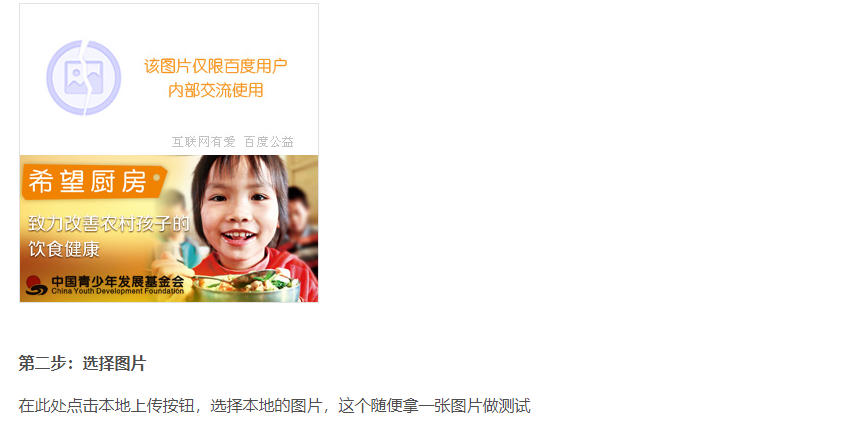 该图片仅限百度用户
内部交流使用
互联网有爱 百度公益
希望厨房
致力改善农村孩子的
饮食健康
中国青少年发展基金会
China Youth Development Foundation
第二步：选择图片
在此处点击本地上传按钮，选择本地的图片，这个随便拿一张图片做测试